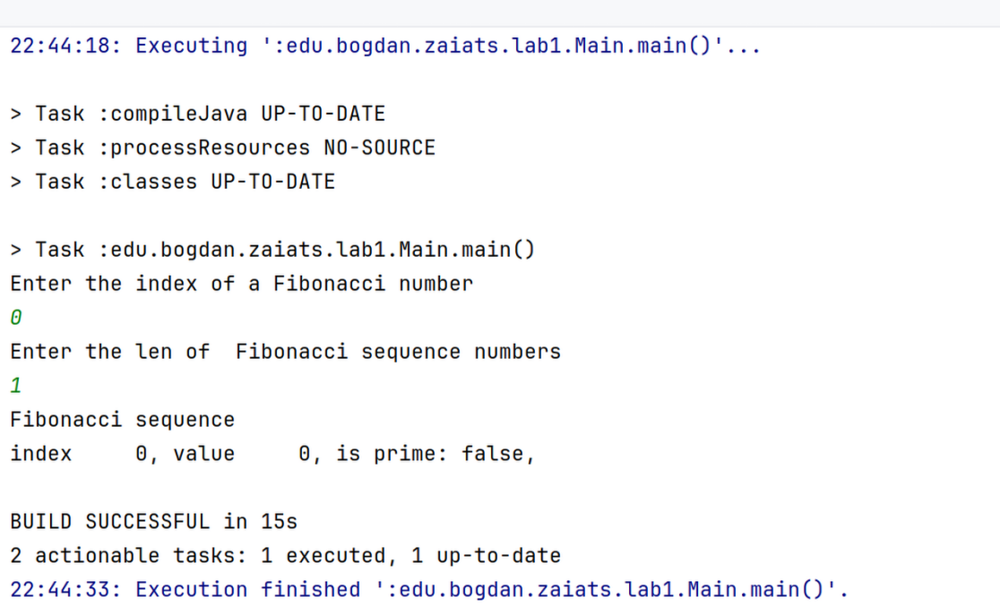 22:44:18: Executing ':edu.bogdan.zaiats.lab1.Main.main()'...
> Task :compileJava UP-TO-DATE
> Task :processResources NO-SOURCE
> Task :classes UP-TO-DATE
> Task :edu.bogdan.zaiats.lab1.Main.main()
Enter the index of a Fibonacci number
0
Enter the len of  Fibonacci sequence numbers
1
Fibonacci sequence
index     0, value     0, is prime: false,
BUILD SUCCESSFUL in 15s
2 actionable tasks: 1 executed, 1 up-to-date
22:44:33: Execution finished ':edu.bogdan.zaiats.lab1.Main.main()'.